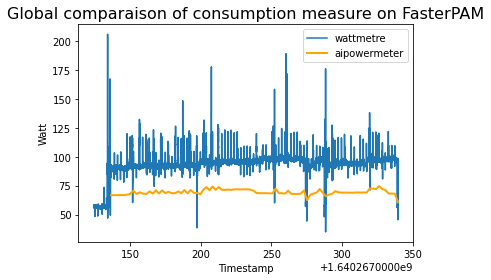 Global comparaison of consumption measure on FasterPAM
wattmetre
aipowermeter
200
175
150
125
100
75
50
Watt
150
200
250
300
350
Timestamp
+1.6402670000e9